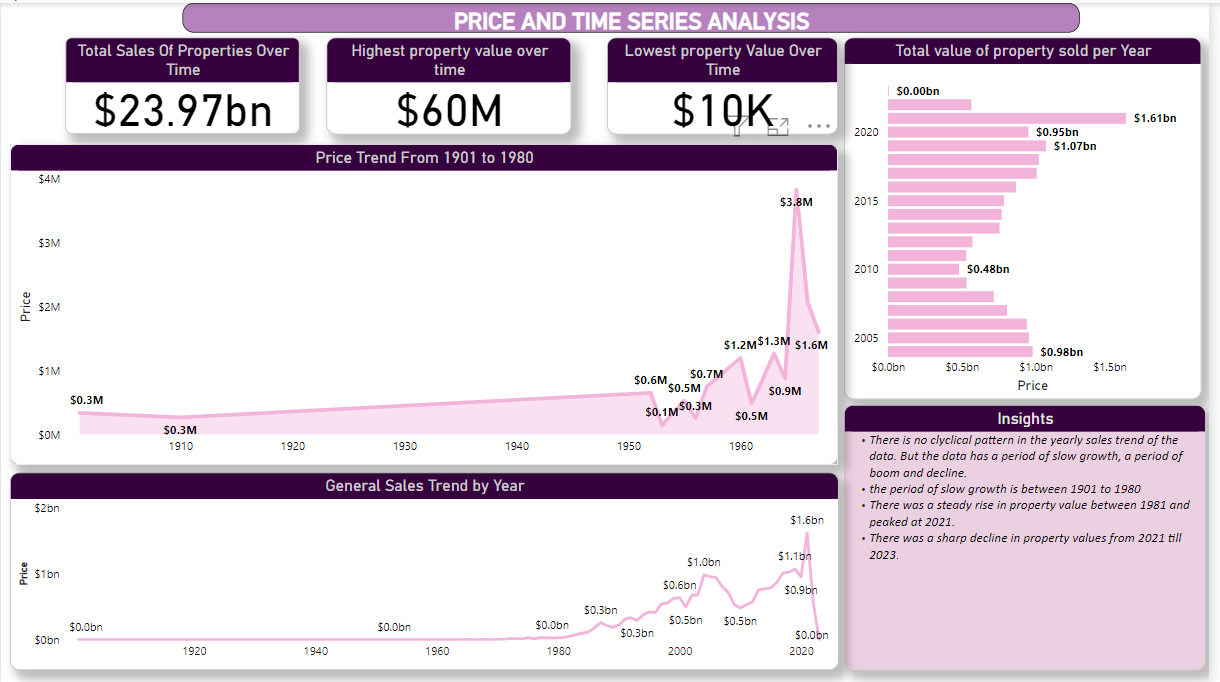 PRICE AND TIME SERIES ANALYSIS
Total Sales Of Properties Over
Time
$23.97bn
Highest property value over
time
$60M
Lowest property Value Over
Time
$10K
Total value of property sold per Year
$0.00bn
$1.61bn
2020
$0.95bn
$1.07bn
2015
2010
$0.48bn
2005
$0.98bn
$0.0bn
$0.5bn
$1.0bn
$1.5bn
Price
Price Trend From 1901 to 1980
Price
$4M
$3M
$2M
$1M
$0M
$0.3M
$0.3M
$0.6M
$0.1M
$0.5M
$0.3M
$0.7M
$1.2M
$0.5M
$1.3M
$0.9M
$3.8M
$1.6M
1910
1920
1930
1940
1950
1960
General Sales Trend by Year
Price
$2bn
$1bn
$0bn
$0.0bn
$0.0bn
$0.0bn
$0.3bn
$0.3bn
$0.6bn
$0.5bn
$1.0bn
$0.5bn
$1.1bn
$0.9bn
$1.6bn
$0.0bn
1920
1940
1960
1980
2000
2020
Insights
• There is no clyclical pattern in the yearly sales trend of the
data. But the data has a period of slow growth, a period of
boom and decline.
• the period of slow growth is between 1901 to 1980
• There was a steady rise in property value between 1981 and
peaked at 2021.
• There was a sharp decline in property values from 2021 till
2023.